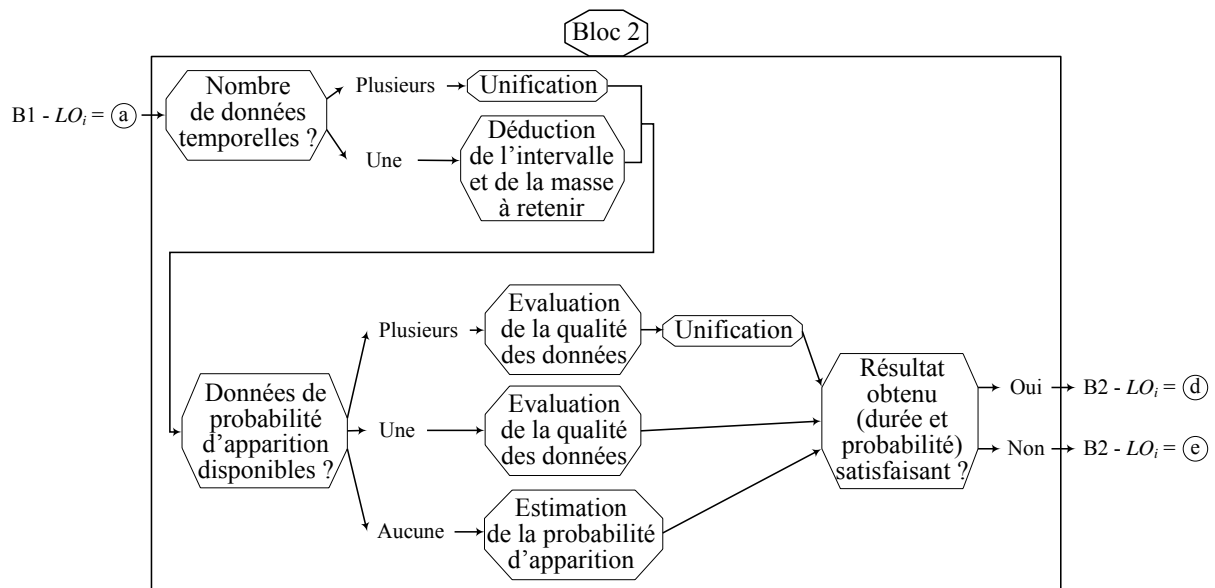 Bloc 2
B1 - LOi = a
Nombre
de données
temporelles ?
Plusieurs
Unification
Une
Déduction
de l’intervalle
et de la masse
à retenir
Données de
probabilité
d’apparition
disponibles ?
Plusieurs
Evaluation
de la qualité
des données
Unification
Une
Evaluation
de la qualité
des données
Aucune
Estimation
de la probabilité
d’apparition
Résultat
obtenu
(durée et
probabilité)
satisfaisant ?
Oui
B2 - LOi = d
Non
B2 - LOi = e